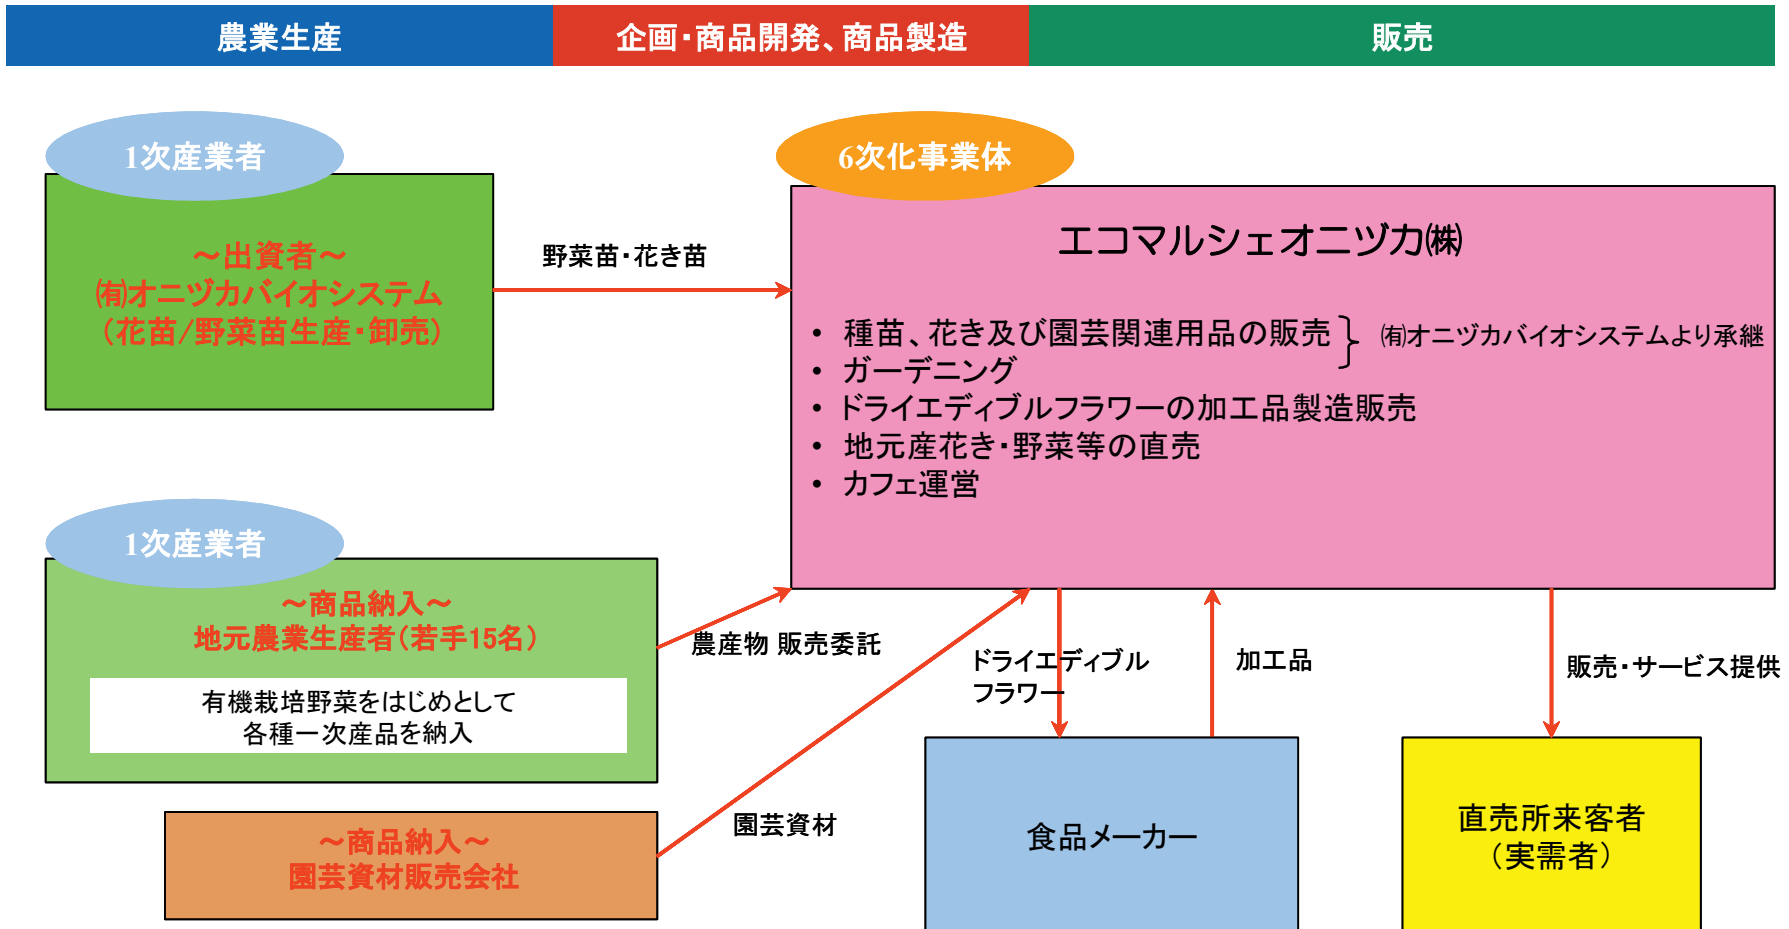 農業生産
企画・商品開発、商品製造
販売
1次産業者
～出資者～
㈲オニヅカバイオシステム
（花苗/野菜苗生産・卸売）
野菜苗・花き苗
6次化事業体
エコマルシェオニヅカ㈱
• 種苗、花き及び園芸関連用品の販売
㈲オニヅカバイオシステムより承継
• ガーデニング
• ドライエディブルフラワーの加工品製造販売
• 地元産花き・野菜等の直売
• カフェ運営
1次産業者
～商品納入～
地元農業生産者（若手15名）
有機栽培野菜をはじめとして
各種一次産品を納入
農産物 販売委託
～商品納入～
園芸資材販売会社
園芸資材
ドライエディブル
フラワー
加工品
販売・サービス提供
食品メーカー
直売所来客者
（実需者）